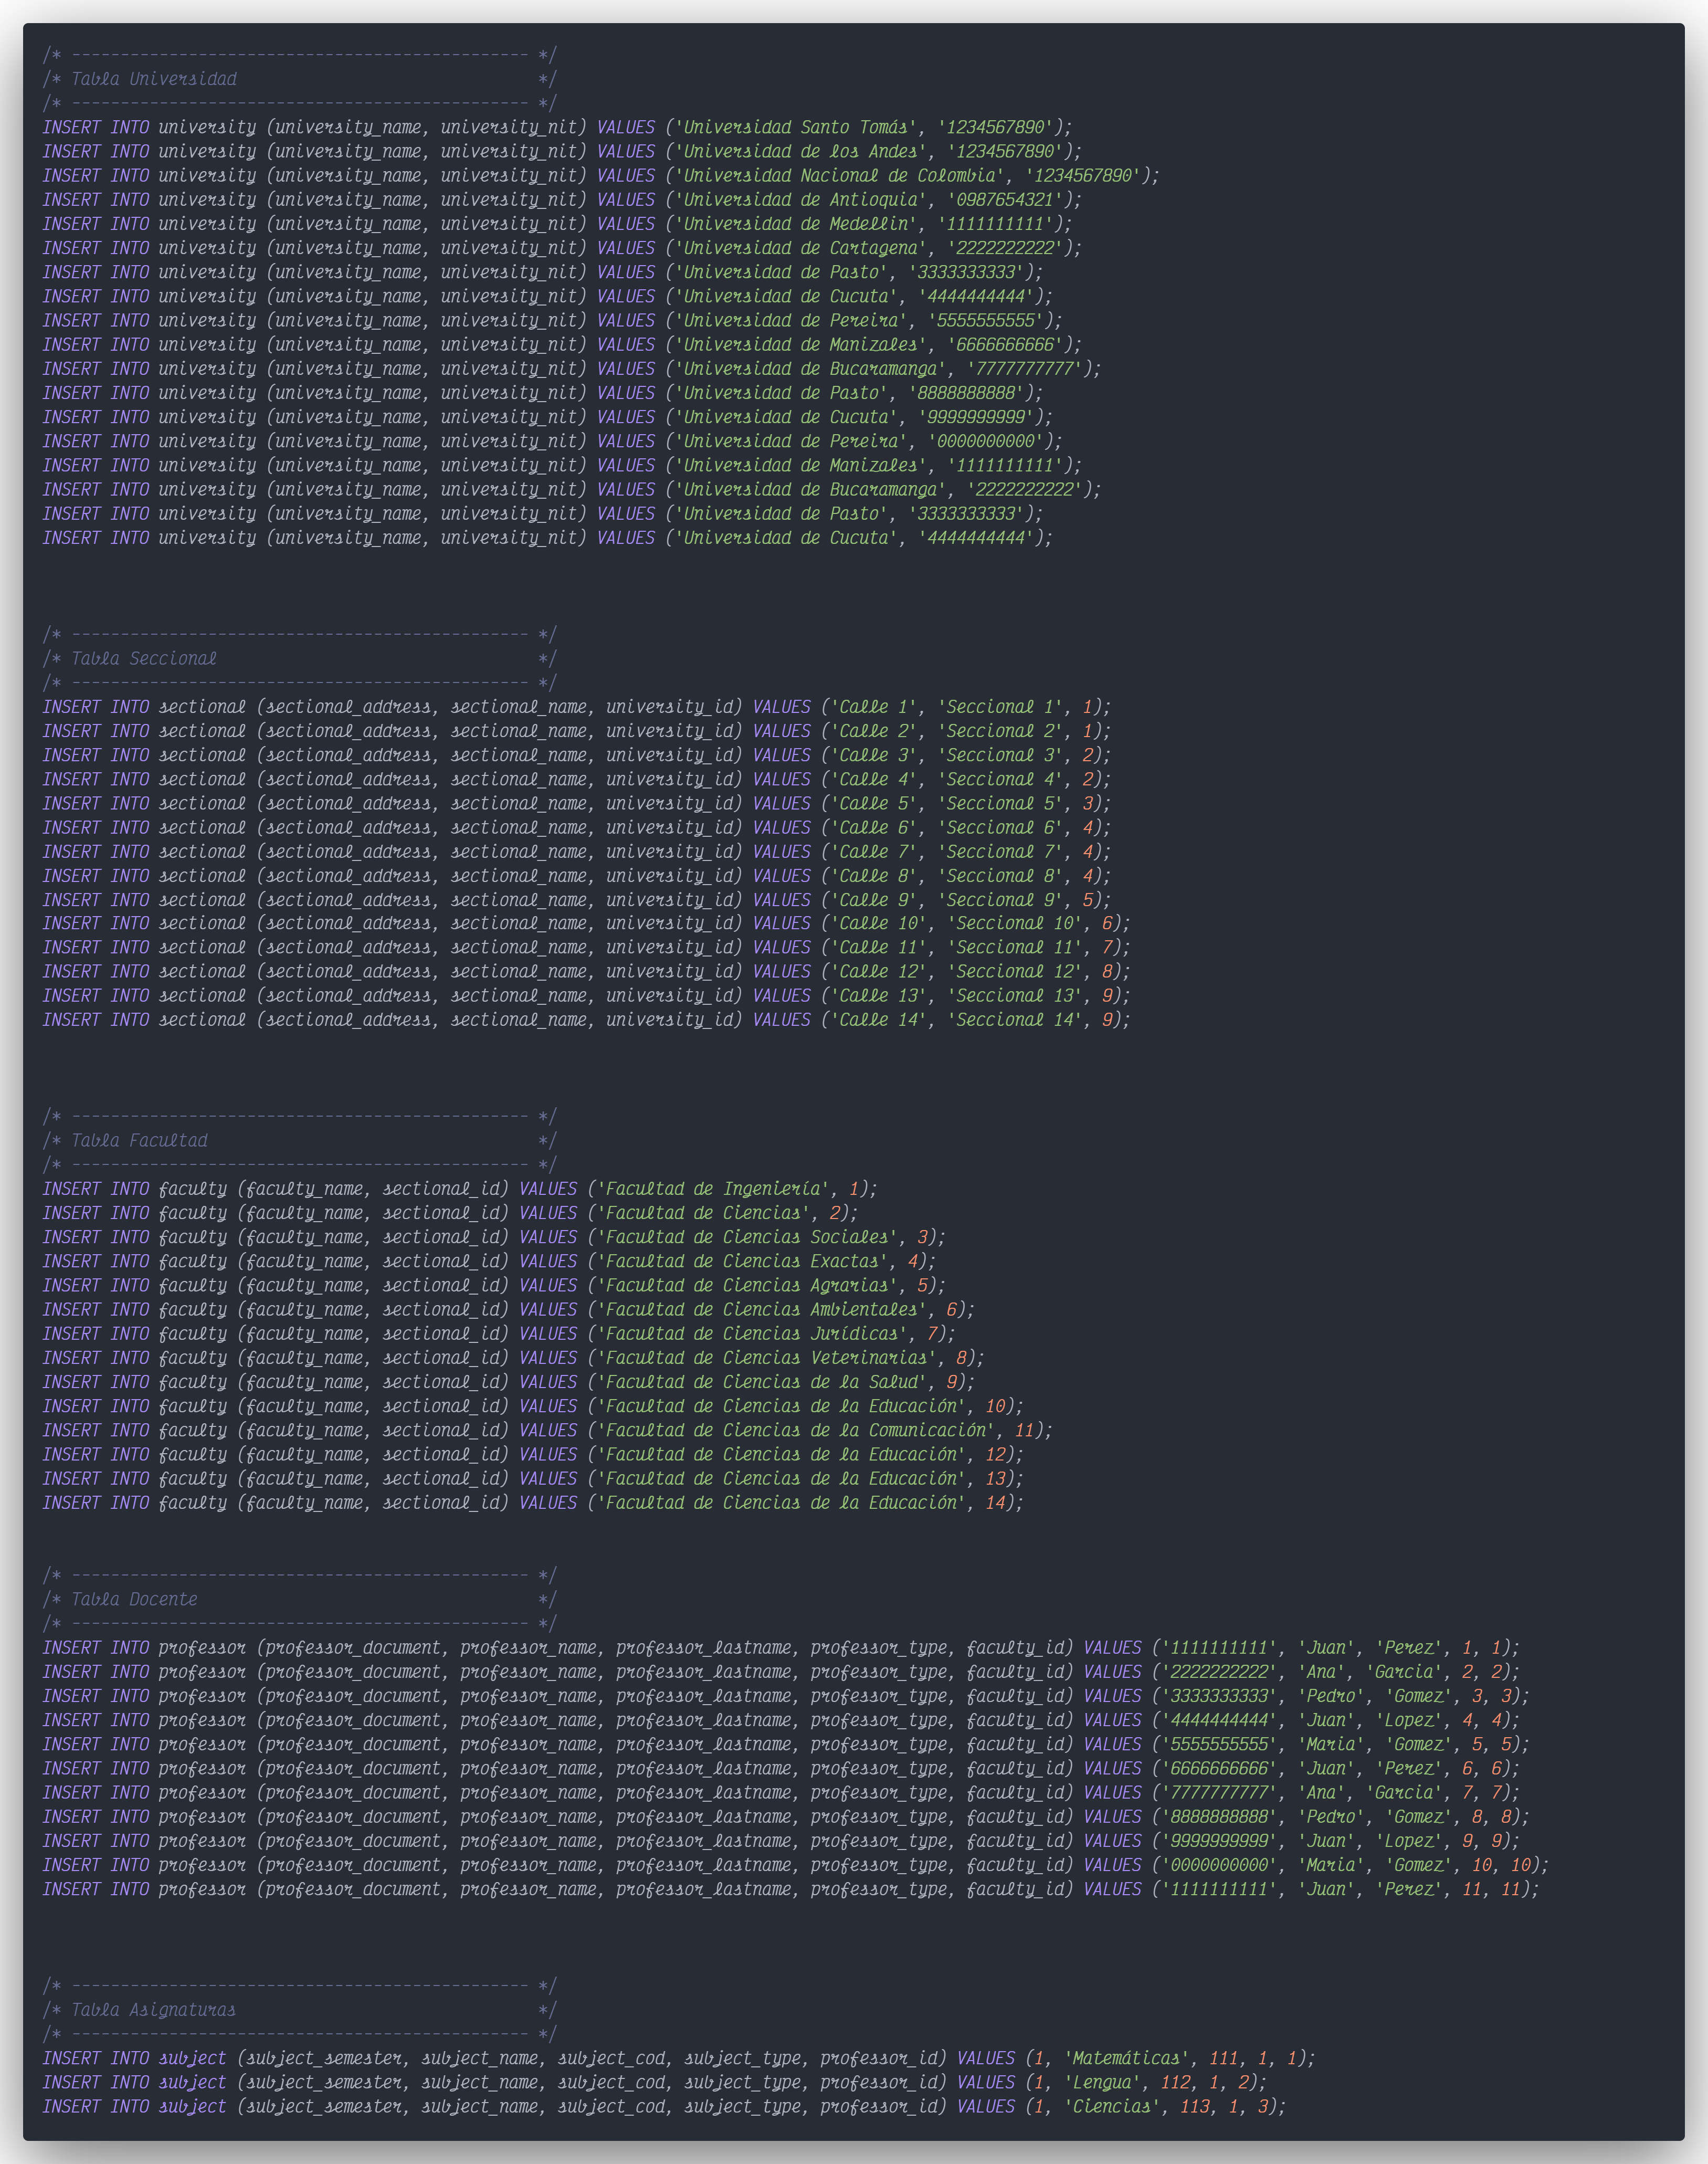 /* ----------------------------------------------- */
/* Tabla Universidad                               */
/* ----------------------------------------------- */
INSERT INTO university (university_name, university_nit) VALUES ('Universidad Santo Tomás', '1234567890');
INSERT INTO university (university_name, university_nit) VALUES ('Universidad de los Andes', '1234567890');
INSERT INTO university (university_name, university_nit) VALUES ('Universidad Nacional de Colombia', '1234567890');
INSERT INTO university (university_name, university_nit) VALUES ('Universidad de Antioquia', '0987654321');
INSERT INTO university (university_name, university_nit) VALUES ('Universidad de Medellin', '1111111111');
INSERT INTO university (university_name, university_nit) VALUES ('Universidad de Cartagena', '2222222222');
INSERT INTO university (university_name, university_nit) VALUES ('Universidad de Pasto', '3333333333');
INSERT INTO university (university_name, university_nit) VALUES ('Universidad de Cucuta', '4444444444');
INSERT INTO university (university_name, university_nit) VALUES ('Universidad de Pereira', '5555555555');
INSERT INTO university (university_name, university_nit) VALUES ('Universidad de Manizales', '6666666666');
INSERT INTO university (university_name, university_nit) VALUES ('Universidad de Bucaramanga', '7777777777');
INSERT INTO university (university_name, university_nit) VALUES ('Universidad de Pasto', '8888888888');
INSERT INTO university (university_name, university_nit) VALUES ('Universidad de Cucuta', '9999999999');
INSERT INTO university (university_name, university_nit) VALUES ('Universidad de Pereira', '0000000000');
INSERT INTO university (university_name, university_nit) VALUES ('Universidad de Manizales', '1111111111');
INSERT INTO university (university_name, university_nit) VALUES ('Universidad de Bucaramanga', '2222222222');
INSERT INTO university (university_name, university_nit) VALUES ('Universidad de Pasto', '3333333333');
INSERT INTO university (university_name, university_nit) VALUES ('Universidad de Cucuta', '4444444444');
/* ----------------------------------------------- */
/* Tabla Seccional                                 */
/* ----------------------------------------------- */
INSERT INTO sectional (sectional_address, sectional_name, university_id) VALUES ('Calle 1', 'Seccional 1', 1);
INSERT INTO sectional (sectional_address, sectional_name, university_id) VALUES ('Calle 2', 'Seccional 2', 1);
INSERT INTO sectional (sectional_address, sectional_name, university_id) VALUES ('Calle 3', 'Seccional 3', 2);
INSERT INTO sectional (sectional_address, sectional_name, university_id) VALUES ('Calle 4', 'Seccional 4', 2);
INSERT INTO sectional (sectional_address, sectional_name, university_id) VALUES ('Calle 5', 'Seccional 5', 3);
INSERT INTO sectional (sectional_address, sectional_name, university_id) VALUES ('Calle 6', 'Seccional 6', 4);
INSERT INTO sectional (sectional_address, sectional_name, university_id) VALUES ('Calle 7', 'Seccional 7', 4);
INSERT INTO sectional (sectional_address, sectional_name, university_id) VALUES ('Calle 8', 'Seccional 8', 4);
INSERT INTO sectional (sectional_address, sectional_name, university_id) VALUES ('Calle 9', 'Seccional 9', 5);
INSERT INTO sectional (sectional_address, sectional_name, university_id) VALUES ('Calle 10', 'Seccional 10', 6);
INSERT INTO sectional (sectional_address, sectional_name, university_id) VALUES ('Calle 11', 'Seccional 11', 7);
INSERT INTO sectional (sectional_address, sectional_name, university_id) VALUES ('Calle 12', 'Seccional 12', 8);
INSERT INTO sectional (sectional_address, sectional_name, university_id) VALUES ('Calle 13', 'Seccional 13', 9);
INSERT INTO sectional (sectional_address, sectional_name, university_id) VALUES ('Calle 14', 'Seccional 14', 9);
/* ----------------------------------------------- */
/* Tabla Facultad                                  */
/* ----------------------------------------------- */
INSERT INTO faculty (faculty_name, sectional_id) VALUES ('Facultad de Ingeniería', 1);
INSERT INTO faculty (faculty_name, sectional_id) VALUES ('Facultad de Ciencias', 2);
INSERT INTO faculty (faculty_name, sectional_id) VALUES ('Facultad de Ciencias Sociales', 3);
INSERT INTO faculty (faculty_name, sectional_id) VALUES ('Facultad de Ciencias Exactas', 4);
INSERT INTO faculty (faculty_name, sectional_id) VALUES ('Facultad de Ciencias Agrarias', 5);
INSERT INTO faculty (faculty_name, sectional_id) VALUES ('Facultad de Ciencias Ambientales', 6);
INSERT INTO faculty (faculty_name, sectional_id) VALUES ('Facultad de Ciencias Jurídicas', 7);
INSERT INTO faculty (faculty_name, sectional_id) VALUES ('Facultad de Ciencias Veterinarias', 8);
INSERT INTO faculty (faculty_name, sectional_id) VALUES ('Facultad de Ciencias de la Salud', 9);
INSERT INTO faculty (faculty_name, sectional_id) VALUES ('Facultad de Ciencias de la Educación', 10);
INSERT INTO faculty (faculty_name, sectional_id) VALUES ('Facultad de Ciencias de la Comunicación', 11);
INSERT INTO faculty (faculty_name, sectional_id) VALUES ('Facultad de Ciencias de la Educación', 12);
INSERT INTO faculty (faculty_name, sectional_id) VALUES ('Facultad de Ciencias de la Educación', 13);
INSERT INTO faculty (faculty_name, sectional_id) VALUES ('Facultad de Ciencias de la Educación', 14);
/* ----------------------------------------------- */
/* Tabla Docente                                   */
/* ----------------------------------------------- */
INSERT INTO professor (professor_document, professor_name, professor_lastname, professor_type, faculty_id) VALUES ('1111111111', 'Juan', 'Perez', 1, 1);
INSERT INTO professor (professor_document, professor_name, professor_lastname, professor_type, faculty_id) VALUES ('2222222222', 'Ana', 'Garcia', 2, 2);
INSERT INTO professor (professor_document, professor_name, professor_lastname, professor_type, faculty_id) VALUES ('3333333333', 'Pedro', 'Gomez', 3, 3);
INSERT INTO professor (professor_document, professor_name, professor_lastname, professor_type, faculty_id) VALUES ('4444444444', 'Juan', 'Lopez', 4, 4);
INSERT INTO professor (professor_document, professor_name, professor_lastname, professor_type, faculty_id) VALUES ('5555555555', 'Maria', 'Gomez', 5, 5);
INSERT INTO professor (professor_document, professor_name, professor_lastname, professor_type, faculty_id) VALUES ('6666666666', 'Juan', 'Perez', 6, 6);
INSERT INTO professor (professor_document, professor_name, professor_lastname, professor_type, faculty_id) VALUES ('7777777777', 'Ana', 'Garcia', 7, 7);
INSERT INTO professor (professor_document, professor_name, professor_lastname, professor_type, faculty_id) VALUES ('8888888888', 'Pedro', 'Gomez', 8, 8);
INSERT INTO professor (professor_document, professor_name, professor_lastname, professor_type, faculty_id) VALUES ('9999999999', 'Juan', 'Lopez', 9, 9);
INSERT INTO professor (professor_document, professor_name, professor_lastname, professor_type, faculty_id) VALUES ('0000000000', 'Maria', 'Gomez', 10, 10);
INSERT INTO professor (professor_document, professor_name, professor_lastname, professor_type, faculty_id) VALUES ('1111111111', 'Juan', 'Perez', 11, 11);
/* ----------------------------------------------- */
/* Tabla Asignaturas                               */
/* ----------------------------------------------- */
INSERT INTO subject (subject_semester, subject_name, subject_cod, subject_type, professor_id) VALUES (1, 'Matemáticas', 111, 1, 1);
INSERT INTO subject (subject_semester, subject_name, subject_cod, subject_type, professor_id) VALUES (1, 'Lengua', 112, 1, 2);
INSERT INTO subject (subject_semester, subject_name, subject_cod, subject_type, professor_id) VALUES (1, 'Ciencias', 113, 1, 3);